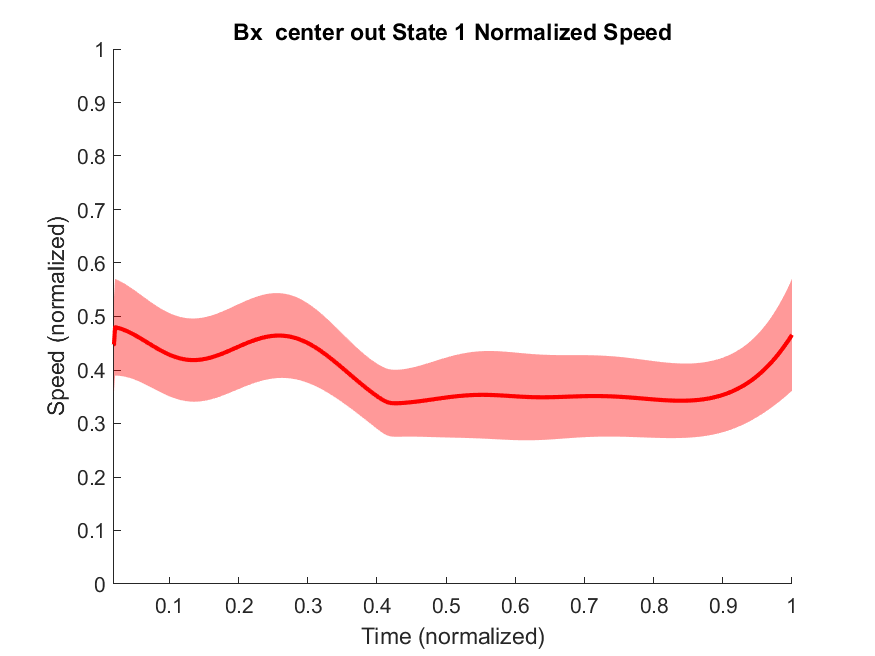 Bx  center out State 1 Normalized Speed
1
0.9
0.8
0.7
0.6
0.5
0.4
0.3
0.2
0.1
0
Speed (normalized)
0.1 0.2 0.3 0.4 0.5 0.6 0.7 0.8 0.9 1
Time (normalized)